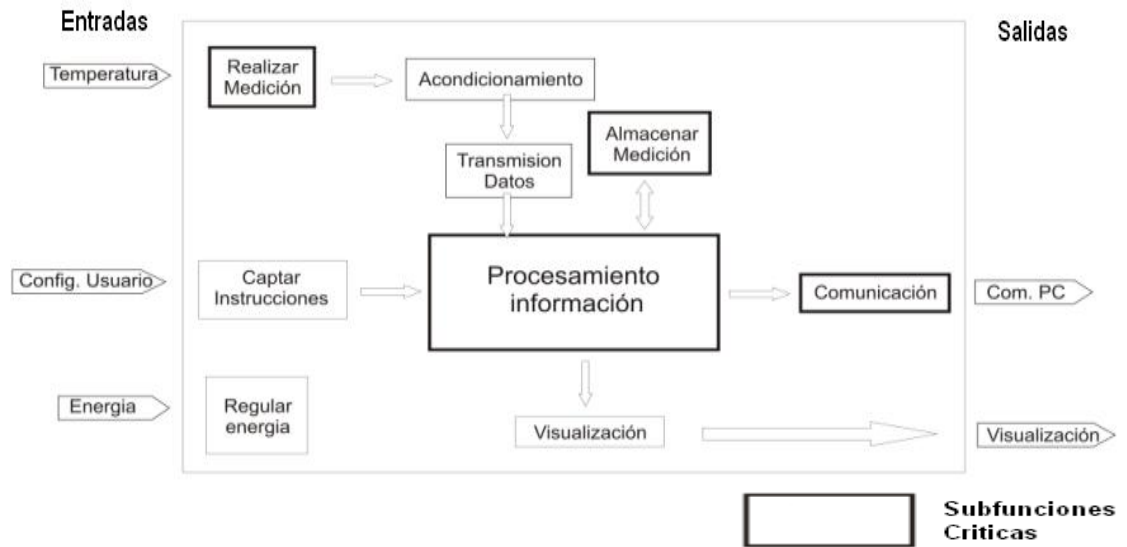 Entradas
Salidas
Temperatura
Realizar
Medición
Acondicionamiento
Almacenar
Medición
Transmision
Datos
Config. Usuario
Captar
Instrucciones
Procesamiento
información
Comunicación
Com. PC
Energia
Regular
energia
Visualización
Visualización
Subfunciones
Criticas